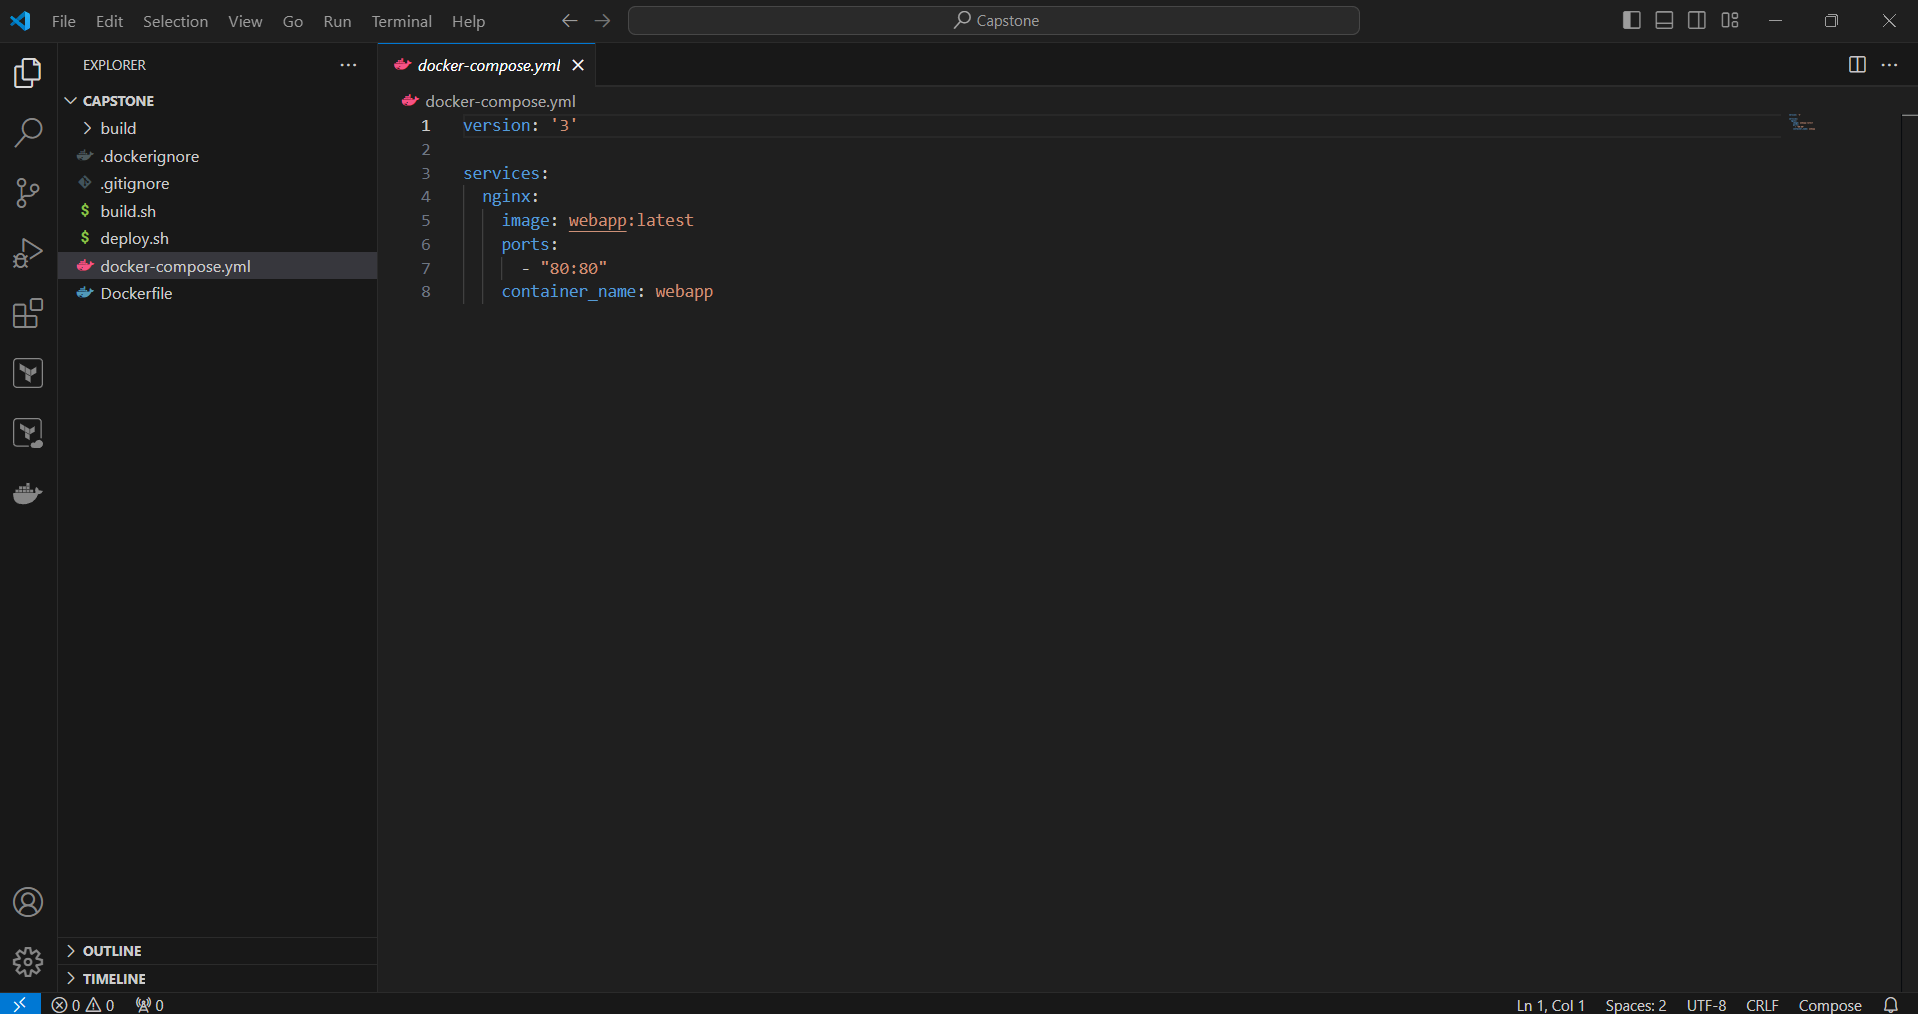 File Edit Selection View Go Run Terminal Help
Capstone
EXPLORER
CAPSTONE
build
.dockerignore
.gitignore
$ build.sh
$ deploy.sh
docker-compose.yml
Dockerfile
OUTLINE
TIMELINE
docker-compose.yml
docker-compose.yml
1 version: '3'
2
3 services:
4 nginx:
5 image: webapp:latest
6 ports:
7 - "80:80"
8 container_name: webapp
0 0 0
Ln 1, Col 1 Spaces: 2 UTF-8 CRLF Compose